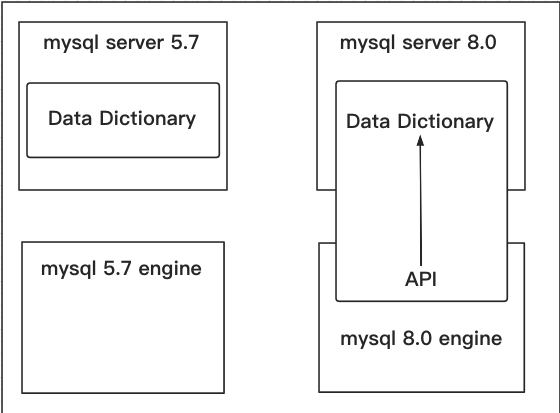 mysql server 5.7
Data Dictionary
mysql 5.7 engine
mysql server 8.0
Data Dictionary
API
mysql 8.0 engine